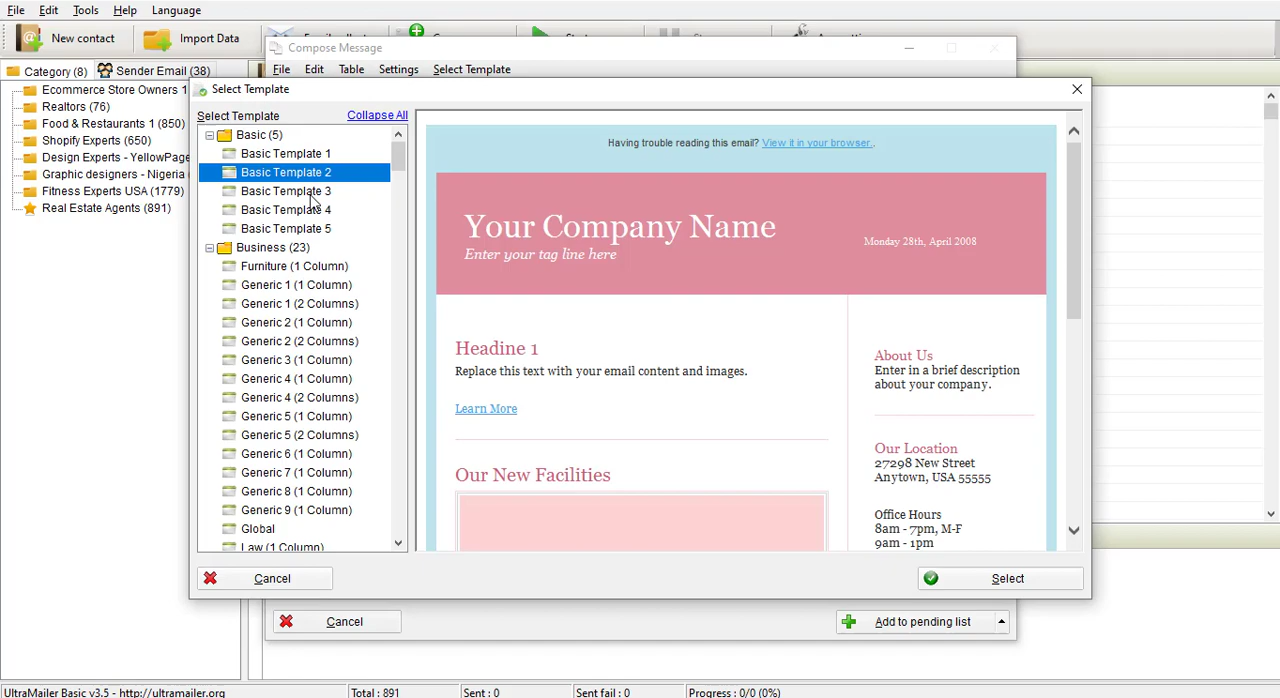 File Edit Tools Help Language
New contact Import Data
Compose Message
Category (8) Sender Email (38)
File Edit Table Settings Select Template
Select Template
Ecommerce Store Owners 1
Realtors (76)
Food & Restaurants 1 (850)
Shopify Experts (650)
Design Experts - YellowPage
Graphic designers - Nigeria
Fitness Experts USA (1779)
Real Estate Agents (891)
Select Template Collapse All
Basic (5)
Basic Template 1
Basic Template 2
Basic Template 3
Basic Template 4
Basic Template 5
Business (23)
Furniture (1 Column)
Generic 1 (1 Column)
Generic 1 (2 Columns)
Generic 2 (1 Column)
Generic 2 (2 Columns)
Generic 3 (1 Column)
Generic 4 (1 Column)
Generic 4 (2 Columns)
Generic 5 (1 Column)
Generic 5 (2 Columns)
Generic 6 (1 Column)
Generic 7 (1 Column)
Generic 8 (1 Column)
Generic 9 (1 Column)
Global
Law (1 Column)
Having trouble reading this email? View it in your browser..
Your Company Name
Enter your tag line here
Monday 28th, April 2008
Headline 1
Replace this text with your email content and images.
Learn More
Our New Facilities
About Us
Enter in a brief description
about your company.
Our Location
27298 New Street
Anytown, USA 55555
Office Hours
8am - 7pm, M-F
9am - 1pm
Cancel Select
Cancel Add to pending list
UltraMailer Basic v3.5 - http://ultramailer.org Total : 891 Sent : 0 Sent fail : 0 Progress : 0/0 (0%)